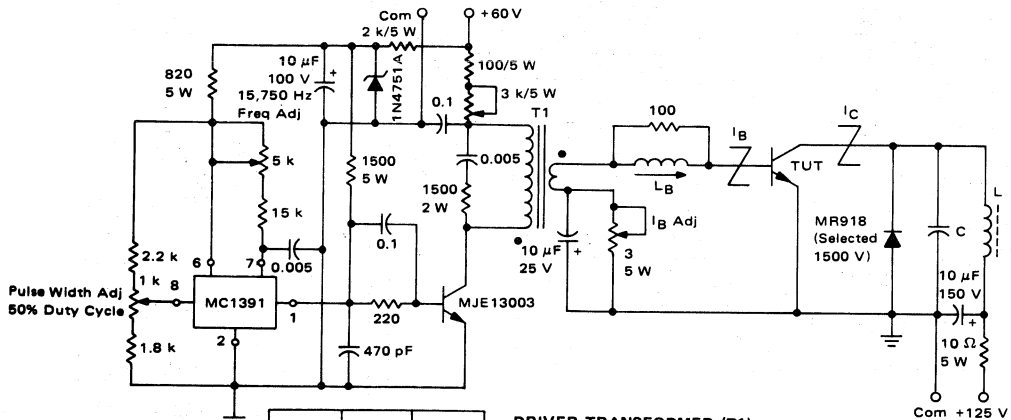 Com
+60 V
2 k/5 W
10 µF
100 V
15,750 Hz
Freq Adj
820
5 W
1N4751A
100/5 W
3 k/5 W
0.1
T1
5 k
1500
5 W
0.005
1500
2 W
15 k
0.1
0.005
2.2 k
1 k
Pulse Width Adj
50% Duty Cycle
6
7
8
MC1391
1
2
220
MJE13003
1.8 k
470 pF
10 µF
25 V
+
3
5 W
IB Adj
100
LB
IB
IC
TUT
MR918
(Selected
1500 V)
C
L
10 µF
150 V
+
10 Ω
5 W
Com +125 V
DRIVER TRANSFORMER (T1)